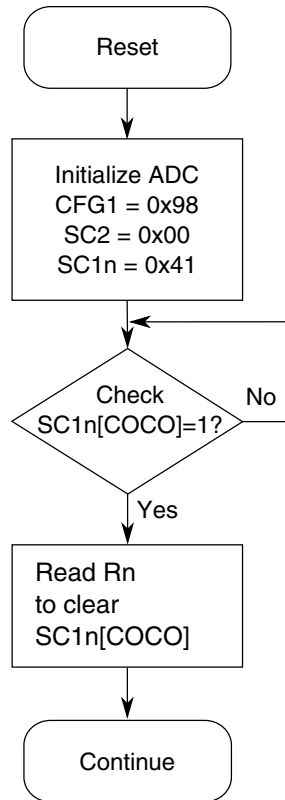 Reset
Initialize ADC
CFG1 = 0x98
SC2 = 0x00
SC1n = 0x41
Check
SC1n[COCO]=1?
No
Yes
Read Rn
to clear
SC1n[COCO]
Continue